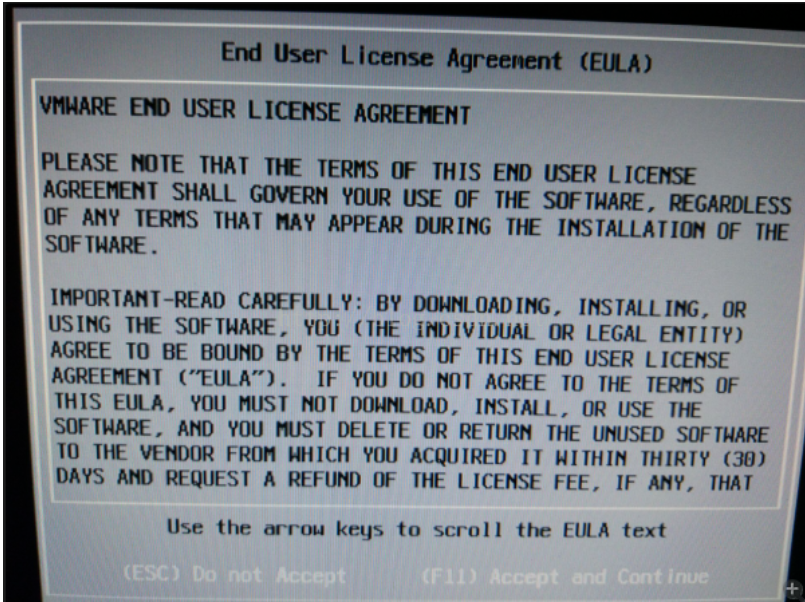 End User License Agreement (EULA)
VMWARE END USER LICENSE AGREEMENT
PLEASE NOTE THAT THE TERMS OF THIS END USER LICENSE
AGREEMENT SHALL GOVERN YOUR USE OF THE SOFTWARE, REGARDLESS
OF ANY TERMS THAT MAY APPEAR DURING THE INSTALLATION OF THE
SOFTWARE.
IMPORTANT-READ CAREFULLY: BY DOWNLOADING, INSTALLING, OR
USING THE SOFTWARE, YOU (THE INDIVIDUAL OR LEGAL ENTITY)
AGREE TO BE BOUND BY THE TERMS OF THIS END USER LICENSE
AGREEMENT ("EULA"). IF YOU DO NOT AGREE TO THE TERMS OF
THIS EULA, YOU MUST NOT DOWNLOAD, INSTALL, OR USE THE
SOFTWARE, AND YOU MUST DELETE OR RETURN THE UNUSED SOFTWARE
TO THE VENDOR FROM WHICH YOU ACQUIRED IT WITHIN THIRTY (30)
DAYS AND REQUEST A REFUND OF THE LICENSE FEE, IF ANY, THAT
Use the arrow keys to scroll the EULA text
(ESC) Do not Accept (F11) Accept and Continue